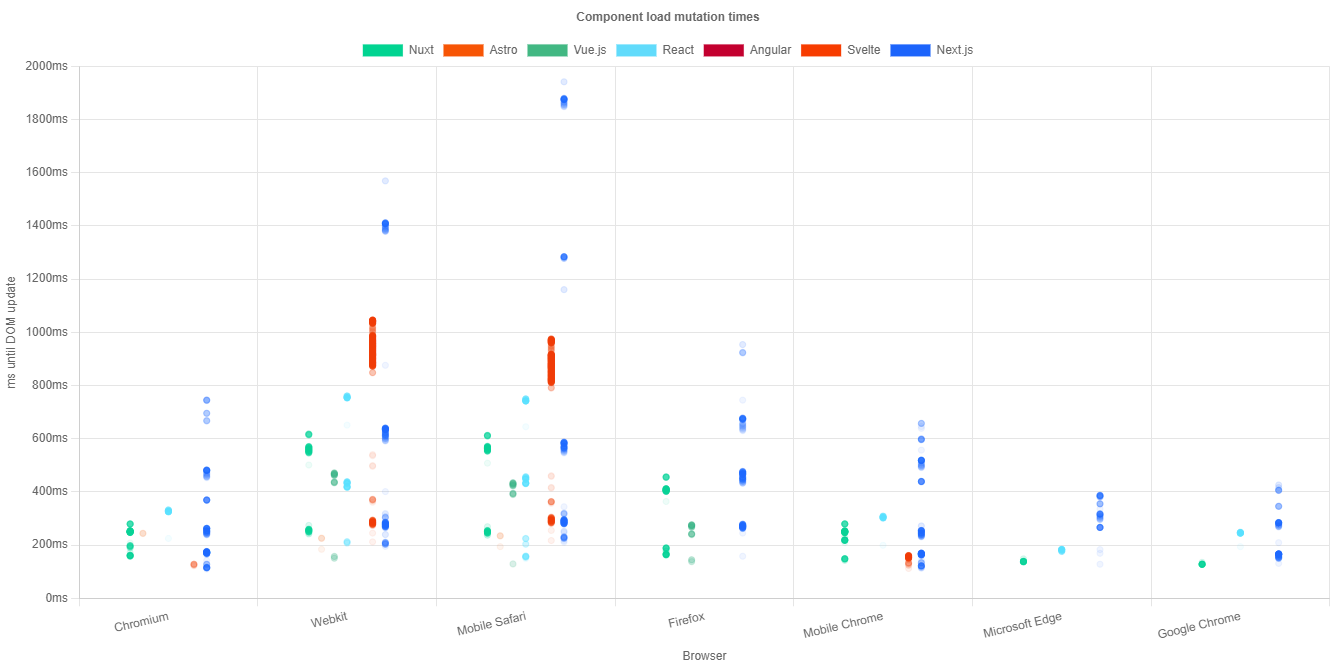 Component load mutation times
Nuxt Astro Vue.js React Angular Svelte Next.js
2000ms
1800ms
1600ms
1400ms
1200ms
1000ms
800ms
600ms
400ms
200ms
0ms
ms until DOM update
Chromium Webkit Mobile Safari Firefox Mobile Chrome Microsoft Edge Google Chrome
Browser